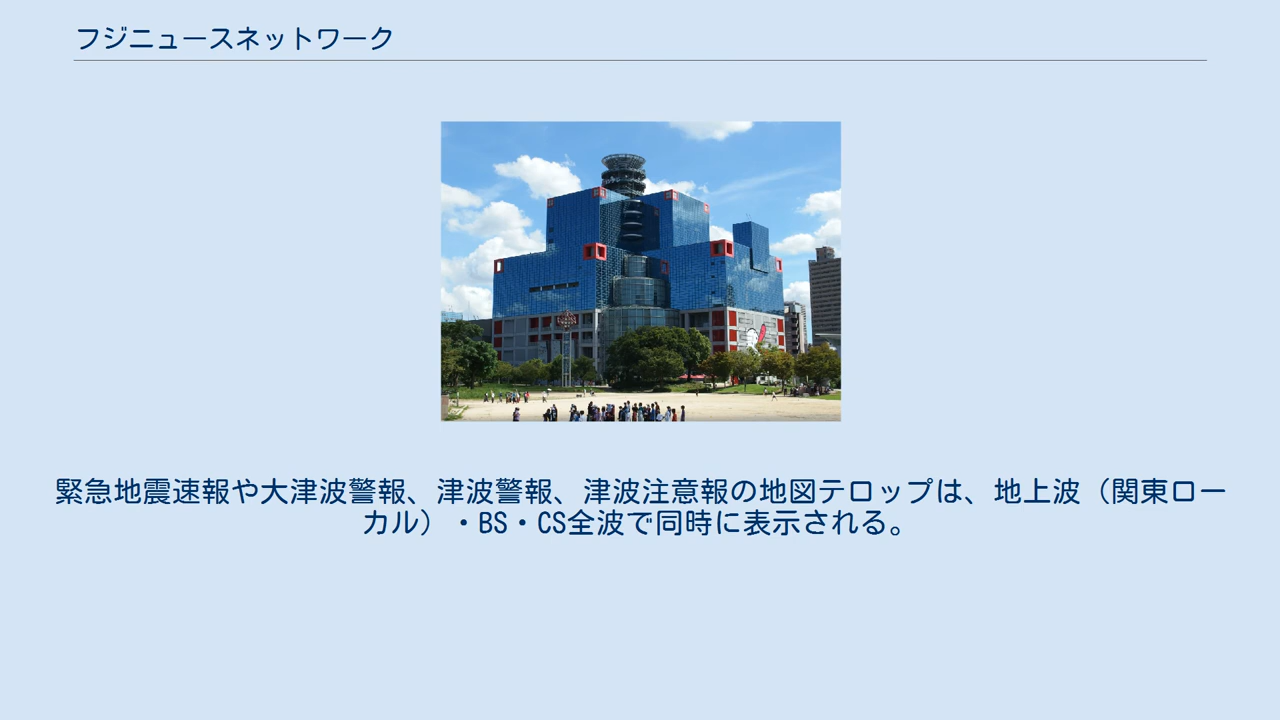 フジニュースネットワーク
緊急地震速報や大津波警報、津波警報、津波注意報の地図テロップは、地上波（関東ロー
カル）・BS・CS全波で同時に表示される。